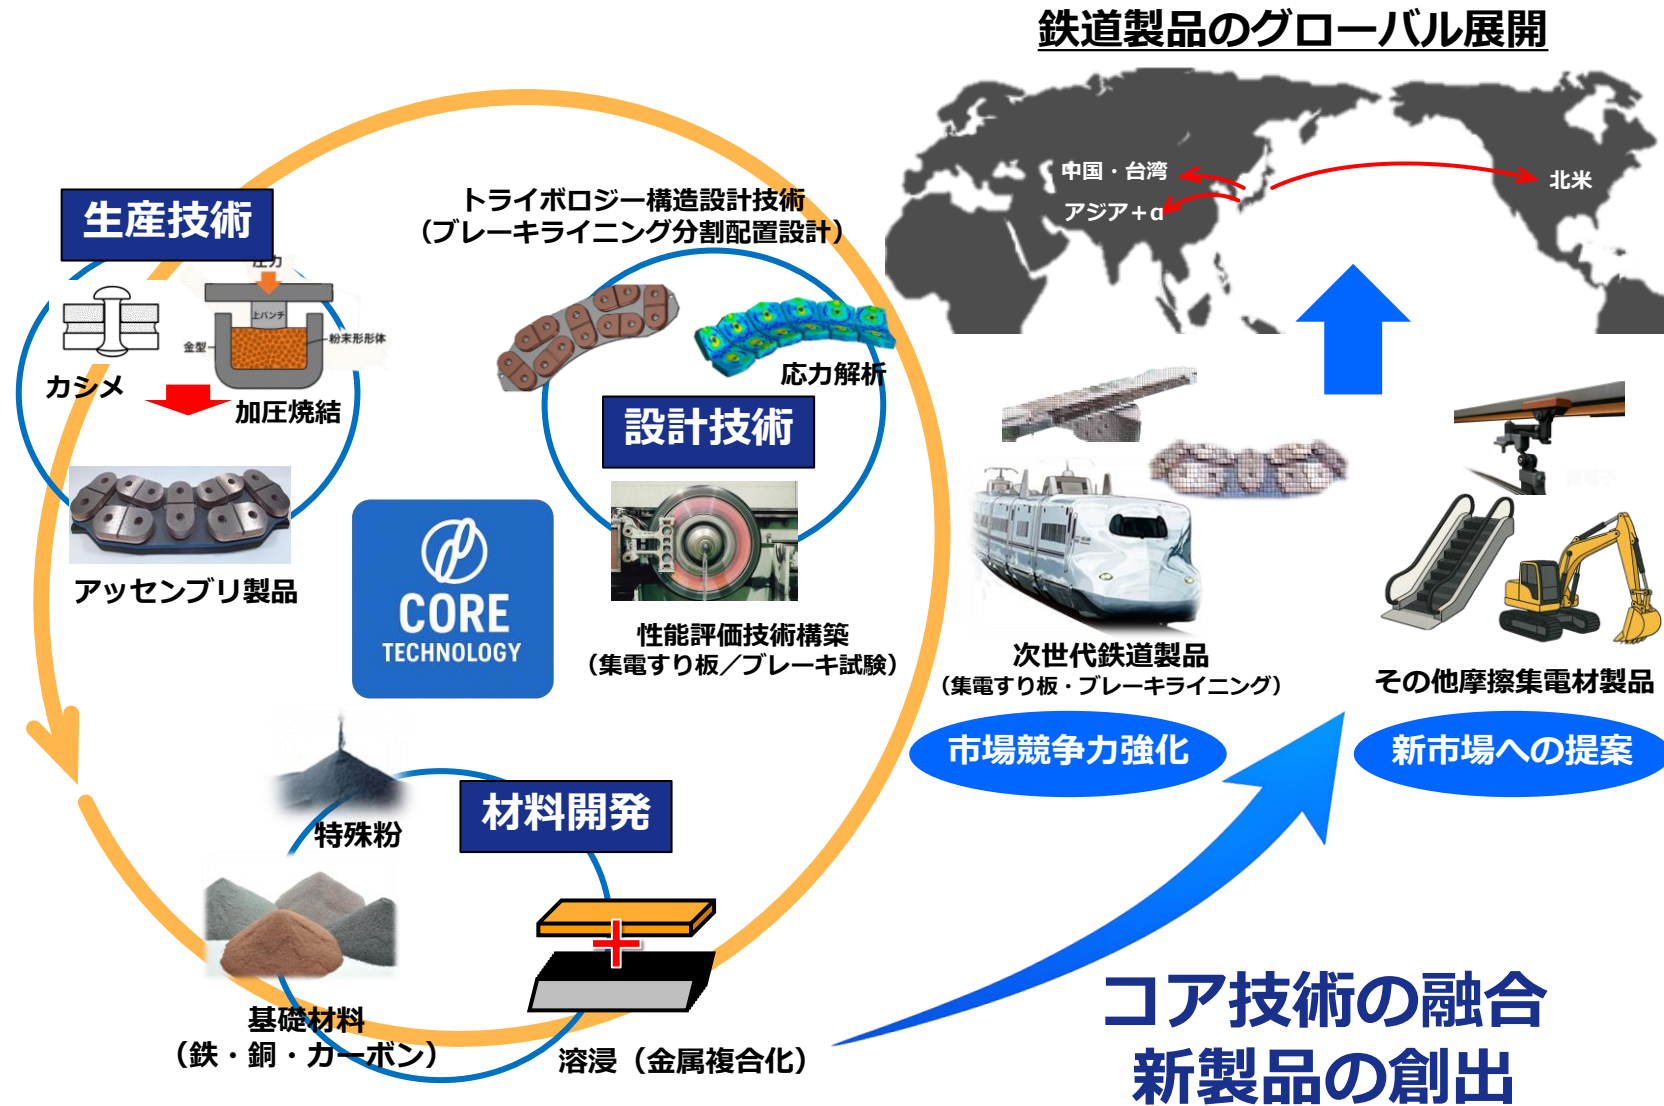 鉄道製品のグローバル展開
中国・台湾
アジア＋α
北米
生産技術
圧力
上パンチ
金型
粉末形形体
カシメ
加圧焼結
アッセンブリ製品
トライボロジー構造設計技術
（ブレーキライニング分割配置設計）
応力解析
設計技術
性能評価技術構築
（集電すり板／ブレーキ試験）
CORE
TECHNOLOGY
特殊粉
材料開発
基礎材料
（鉄・銅・カーボン）
溶浸（金属複合化）
次世代鉄道製品
（集電すり板・ブレーキライニング）
市場競争力強化
その他摩擦集電材製品
新市場への提案
コア技術の融合
新製品の創出